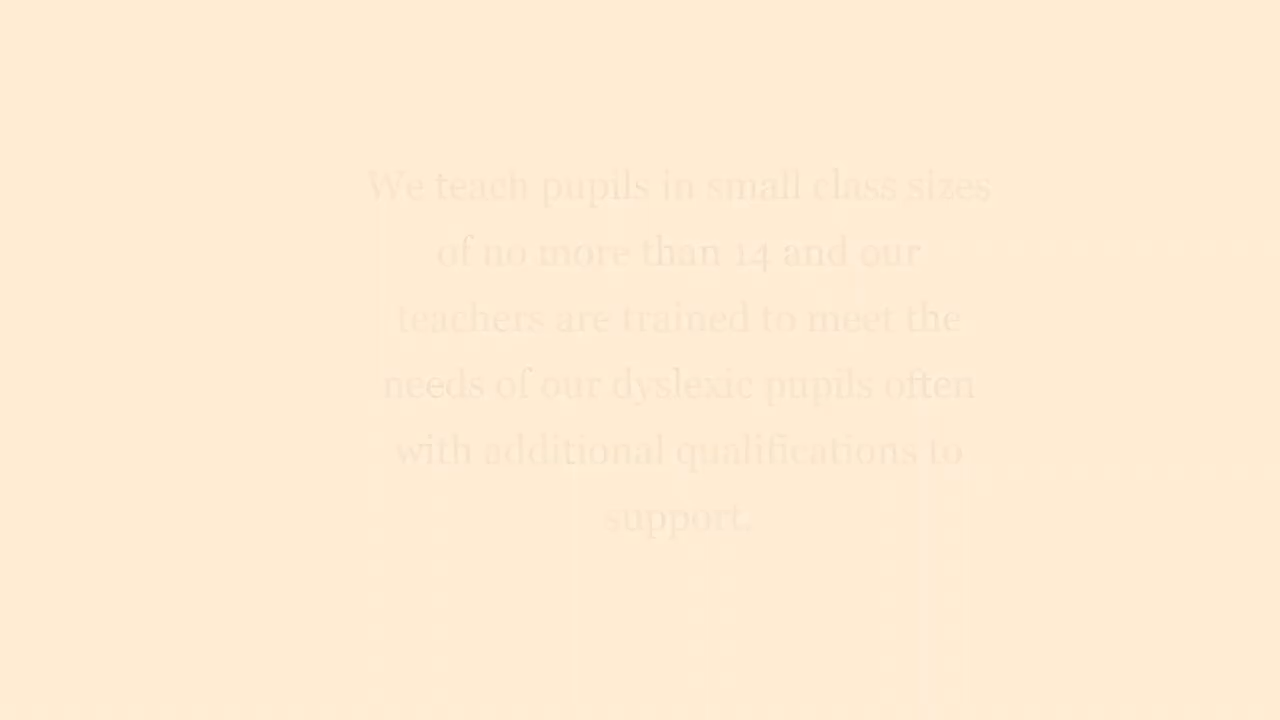 We teach pupils in small class sizes
of no more than 14 and our
teachers are trained to meet the
needs of our dyslexic pupils often
with additional qualifications to
support.